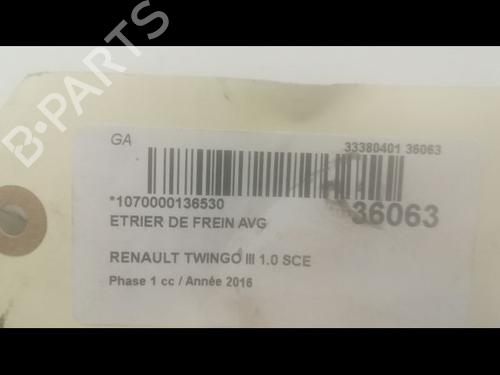 B-PARTS
GA
33380401 36063
*1070000136530
36063
ETRIER DE FREIN AVG
RENAULT TWINGO III 1.0 SCE
Phase 1 cc / Année 2016